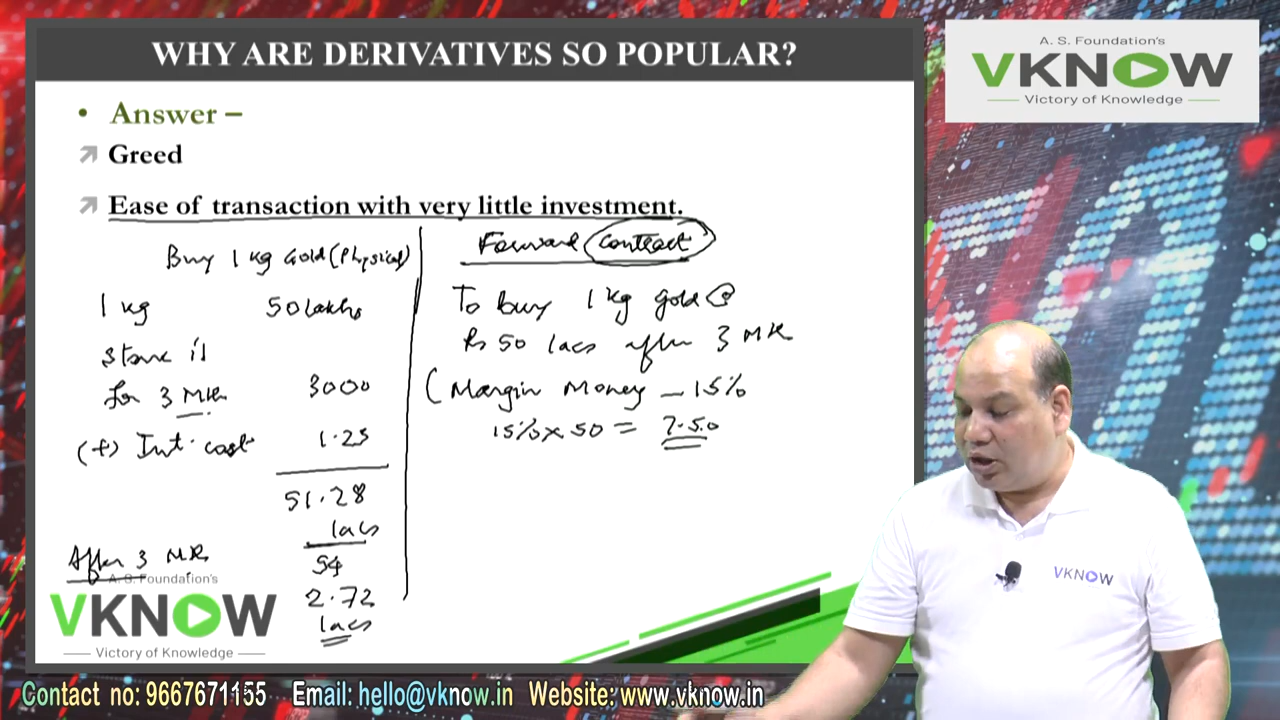 WHY ARE DERIVATIVES SO POPULAR?
A. S. Foundation's
VKNOW
Victory of Knowledge
• Answer –
Greed
Ease of transaction with very little investment.
Buy 1 kg Gold (Physical)
1 kg 50 lakhs
Store it
for 3 Mth 3000
(+) Int. cost 1.25
51.28
lacs
After 3 Mth 54
2.72
lacs
Forward Contract
To buy 1 kg gold @
Rs 50 lacs after 3 Mth
(Margin Money – 15%
15% x 50 = 7.50
A. S. Foundation's
VKNOW
Victory of Knowledge
VKNOW
Contact no: 9667671155 Email: hello@vknow.in Website: www.vknow.in